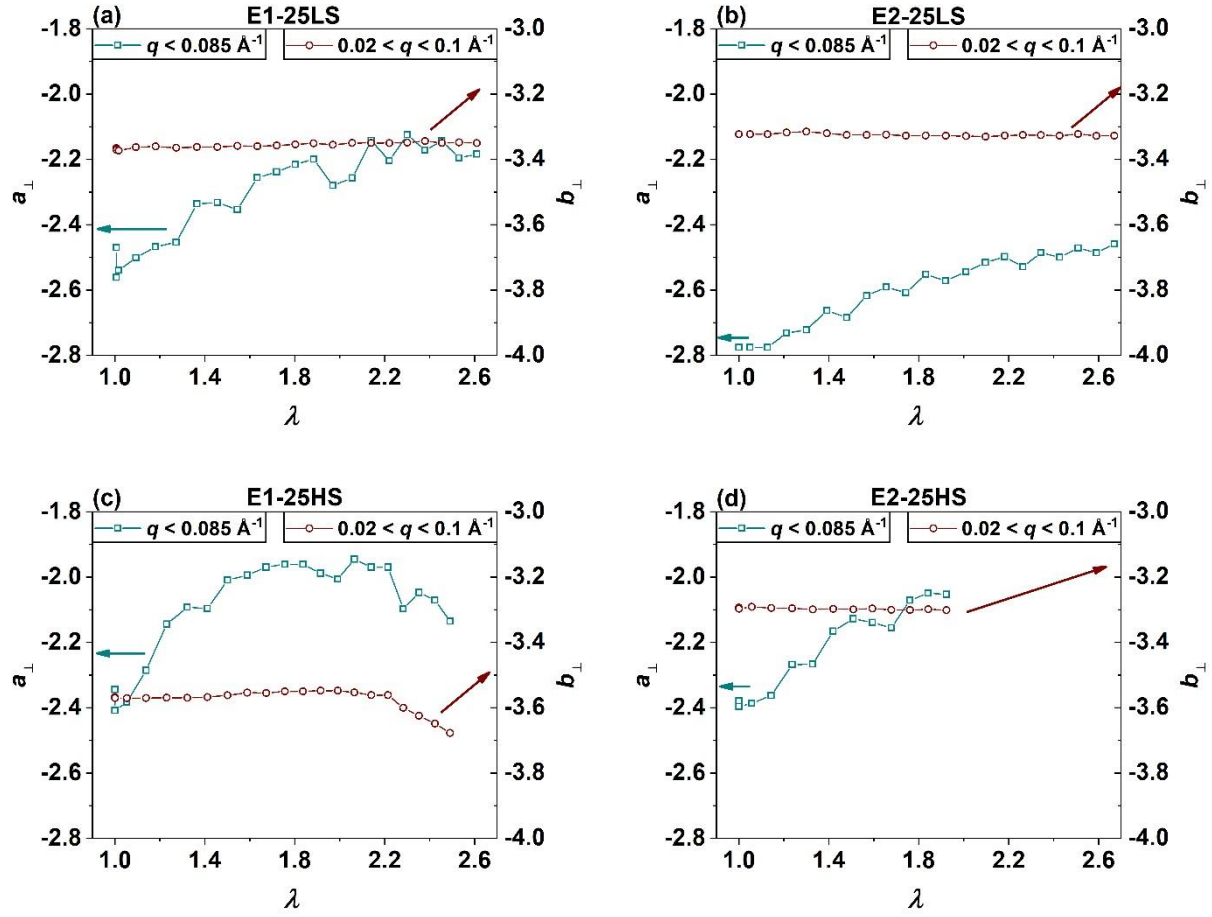 (a) E1-25LS
q < 0.085 Å⁻¹ 0.02 < q < 0.1 Å⁻¹
-1.8
-2.0
-2.2
-2.4
-2.6
-2.8
a⊥
-3.0
-3.2
-3.4
-3.6
-3.8
-4.0
b⊥
1.0 1.4 1.8 2.2 2.6
λ
(b) E2-25LS
q < 0.085 Å⁻¹ 0.02 < q < 0.1 Å⁻¹
-1.8
-2.0
-2.2
-2.4
-2.6
-2.8
a⊥
-3.0
-3.2
-3.4
-3.6
-3.8
-4.0
b⊥
1.0 1.4 1.8 2.2 2.6
λ
(c) E1-25HS
q < 0.085 Å⁻¹ 0.02 < q < 0.1 Å⁻¹
-1.8
-2.0
-2.2
-2.4
-2.6
-2.8
a⊥
-3.0
-3.2
-3.4
-3.6
-3.8
-4.0
b⊥
1.0 1.4 1.8 2.2 2.6
λ
(d) E2-25HS
q < 0.085 Å⁻¹ 0.02 < q < 0.1 Å⁻¹
-1.8
-2.0
-2.2
-2.4
-2.6
-2.8
a⊥
-3.0
-3.2
-3.4
-3.6
-3.8
-4.0
b⊥
1.0 1.4 1.8 2.2 2.6
λ